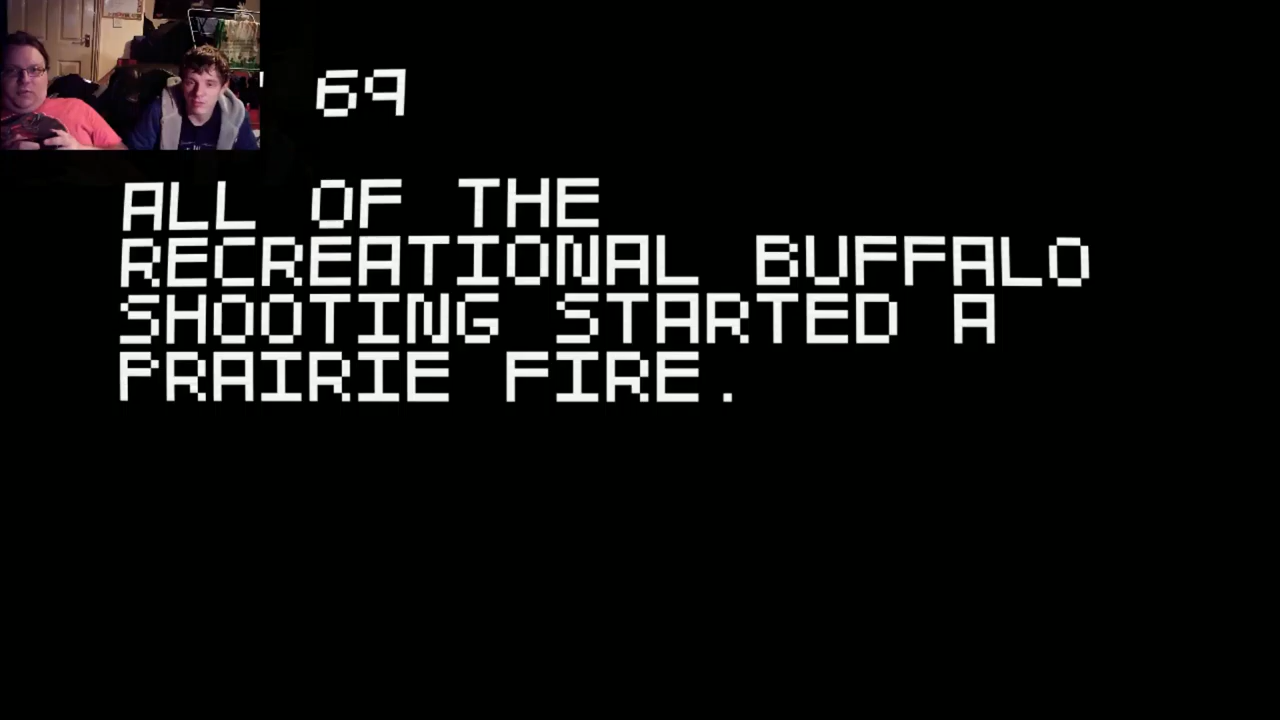 69
ALL OF THE
RECREATIONAL BUFFALO
SHOOTING STARTED A
PRAIRIE FIRE.